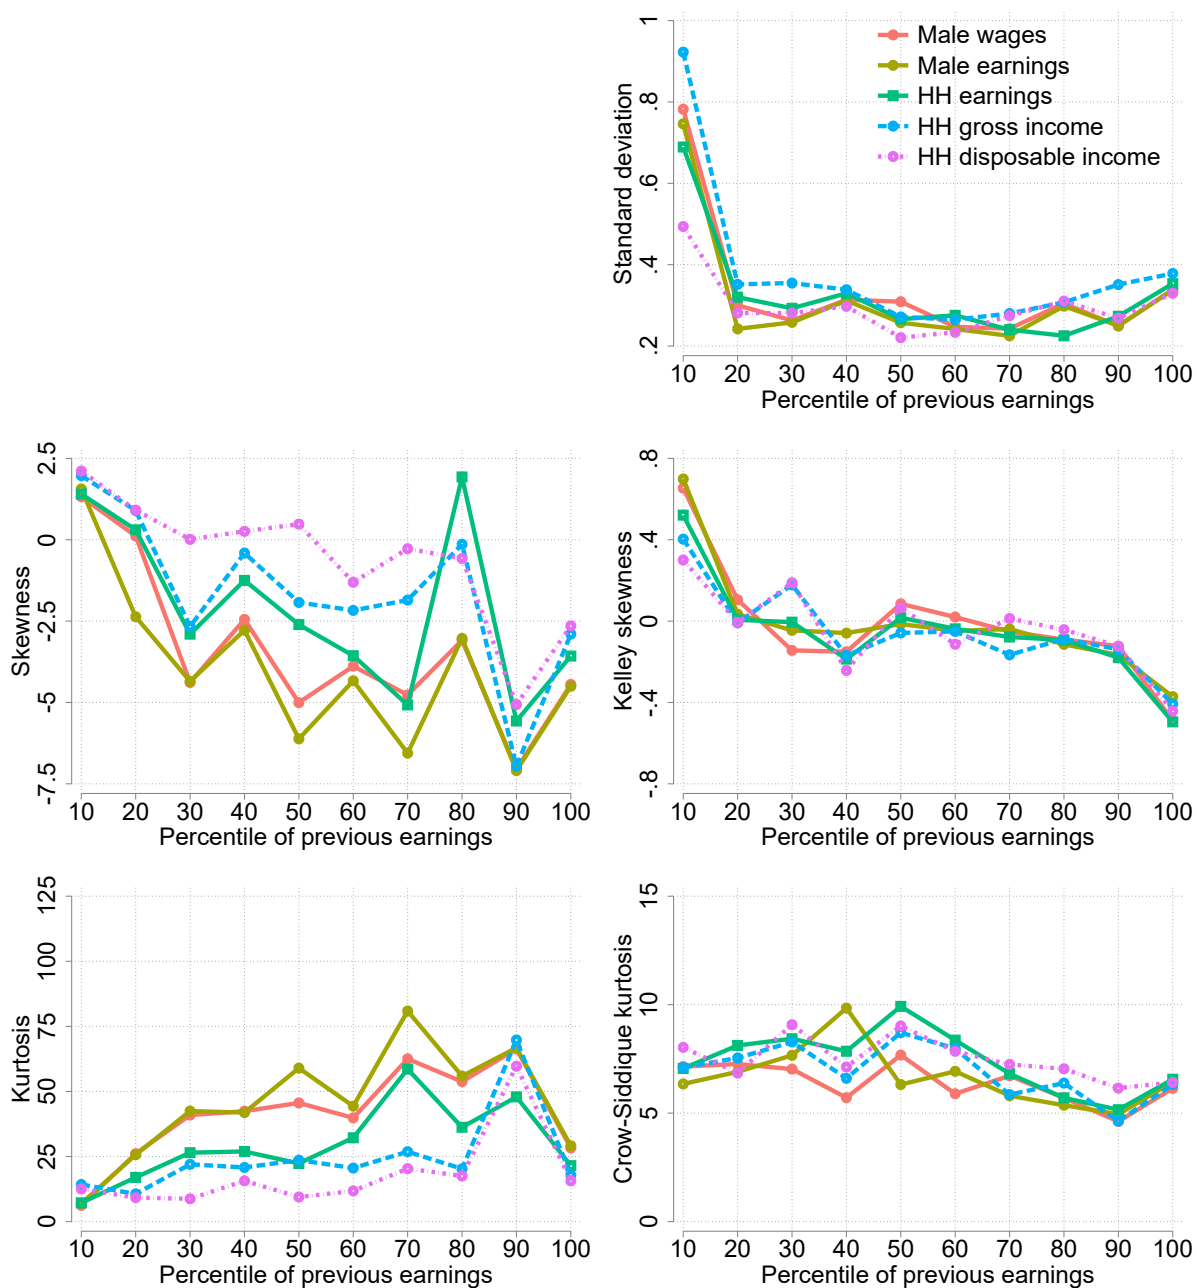 Standard deviation
1
.8
.6
.4
.2
Male wages
Male earnings
HH earnings
HH gross income
HH disposable income
10 20 30 40 50 60 70 80 90 100
Percentile of previous earnings
Skewness
2.5
0
-2.5
-5
-7.5
10 20 30 40 50 60 70 80 90 100
Percentile of previous earnings
Kelley skewness
.8
.4
0
-.4
-.8
10 20 30 40 50 60 70 80 90 100
Percentile of previous earnings
Kurtosis
125
100
75
50
25
0
10 20 30 40 50 60 70 80 90 100
Percentile of previous earnings
Crow-Siddique kurtosis
15
10
5
0
10 20 30 40 50 60 70 80 90 100
Percentile of previous earnings